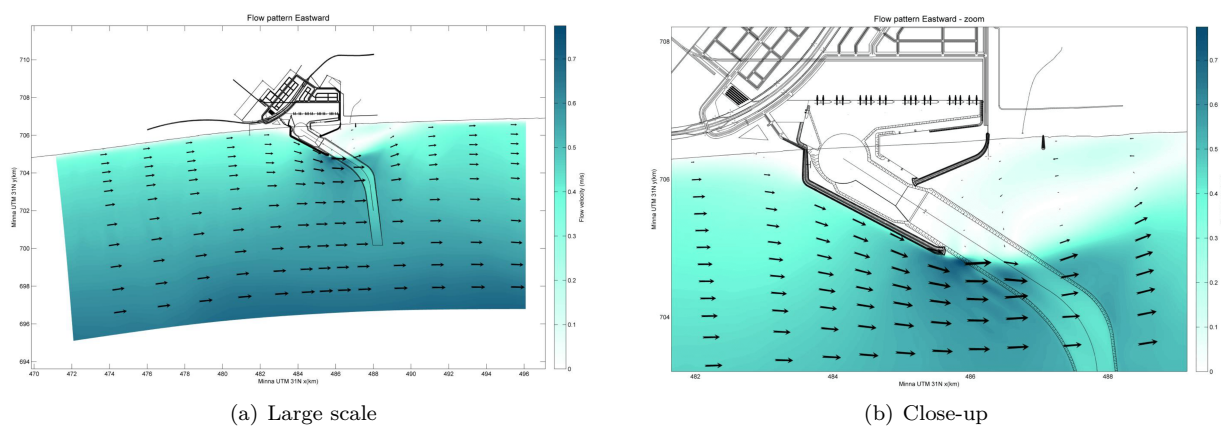 Flow pattern Eastward
710
708
706
704
702
700
698
696
694
Minna UTM 31N y(km)
470 472 474 476 478 480 482 484 486 488 490 492 494 496
Minna UTM 31N x(km)
0.7
0.6
0.5
0.4
0.3
0.2
0.1
0
Flow velocity (m/s)
(a) Large scale
Flow pattern Eastward - zoom
708
706
704
Minna UTM 31N y(km)
482 484 486 488
Minna UTM 31N x(km)
0.7
0.6
0.5
0.4
0.3
0.2
0.1
0
(b) Close-up